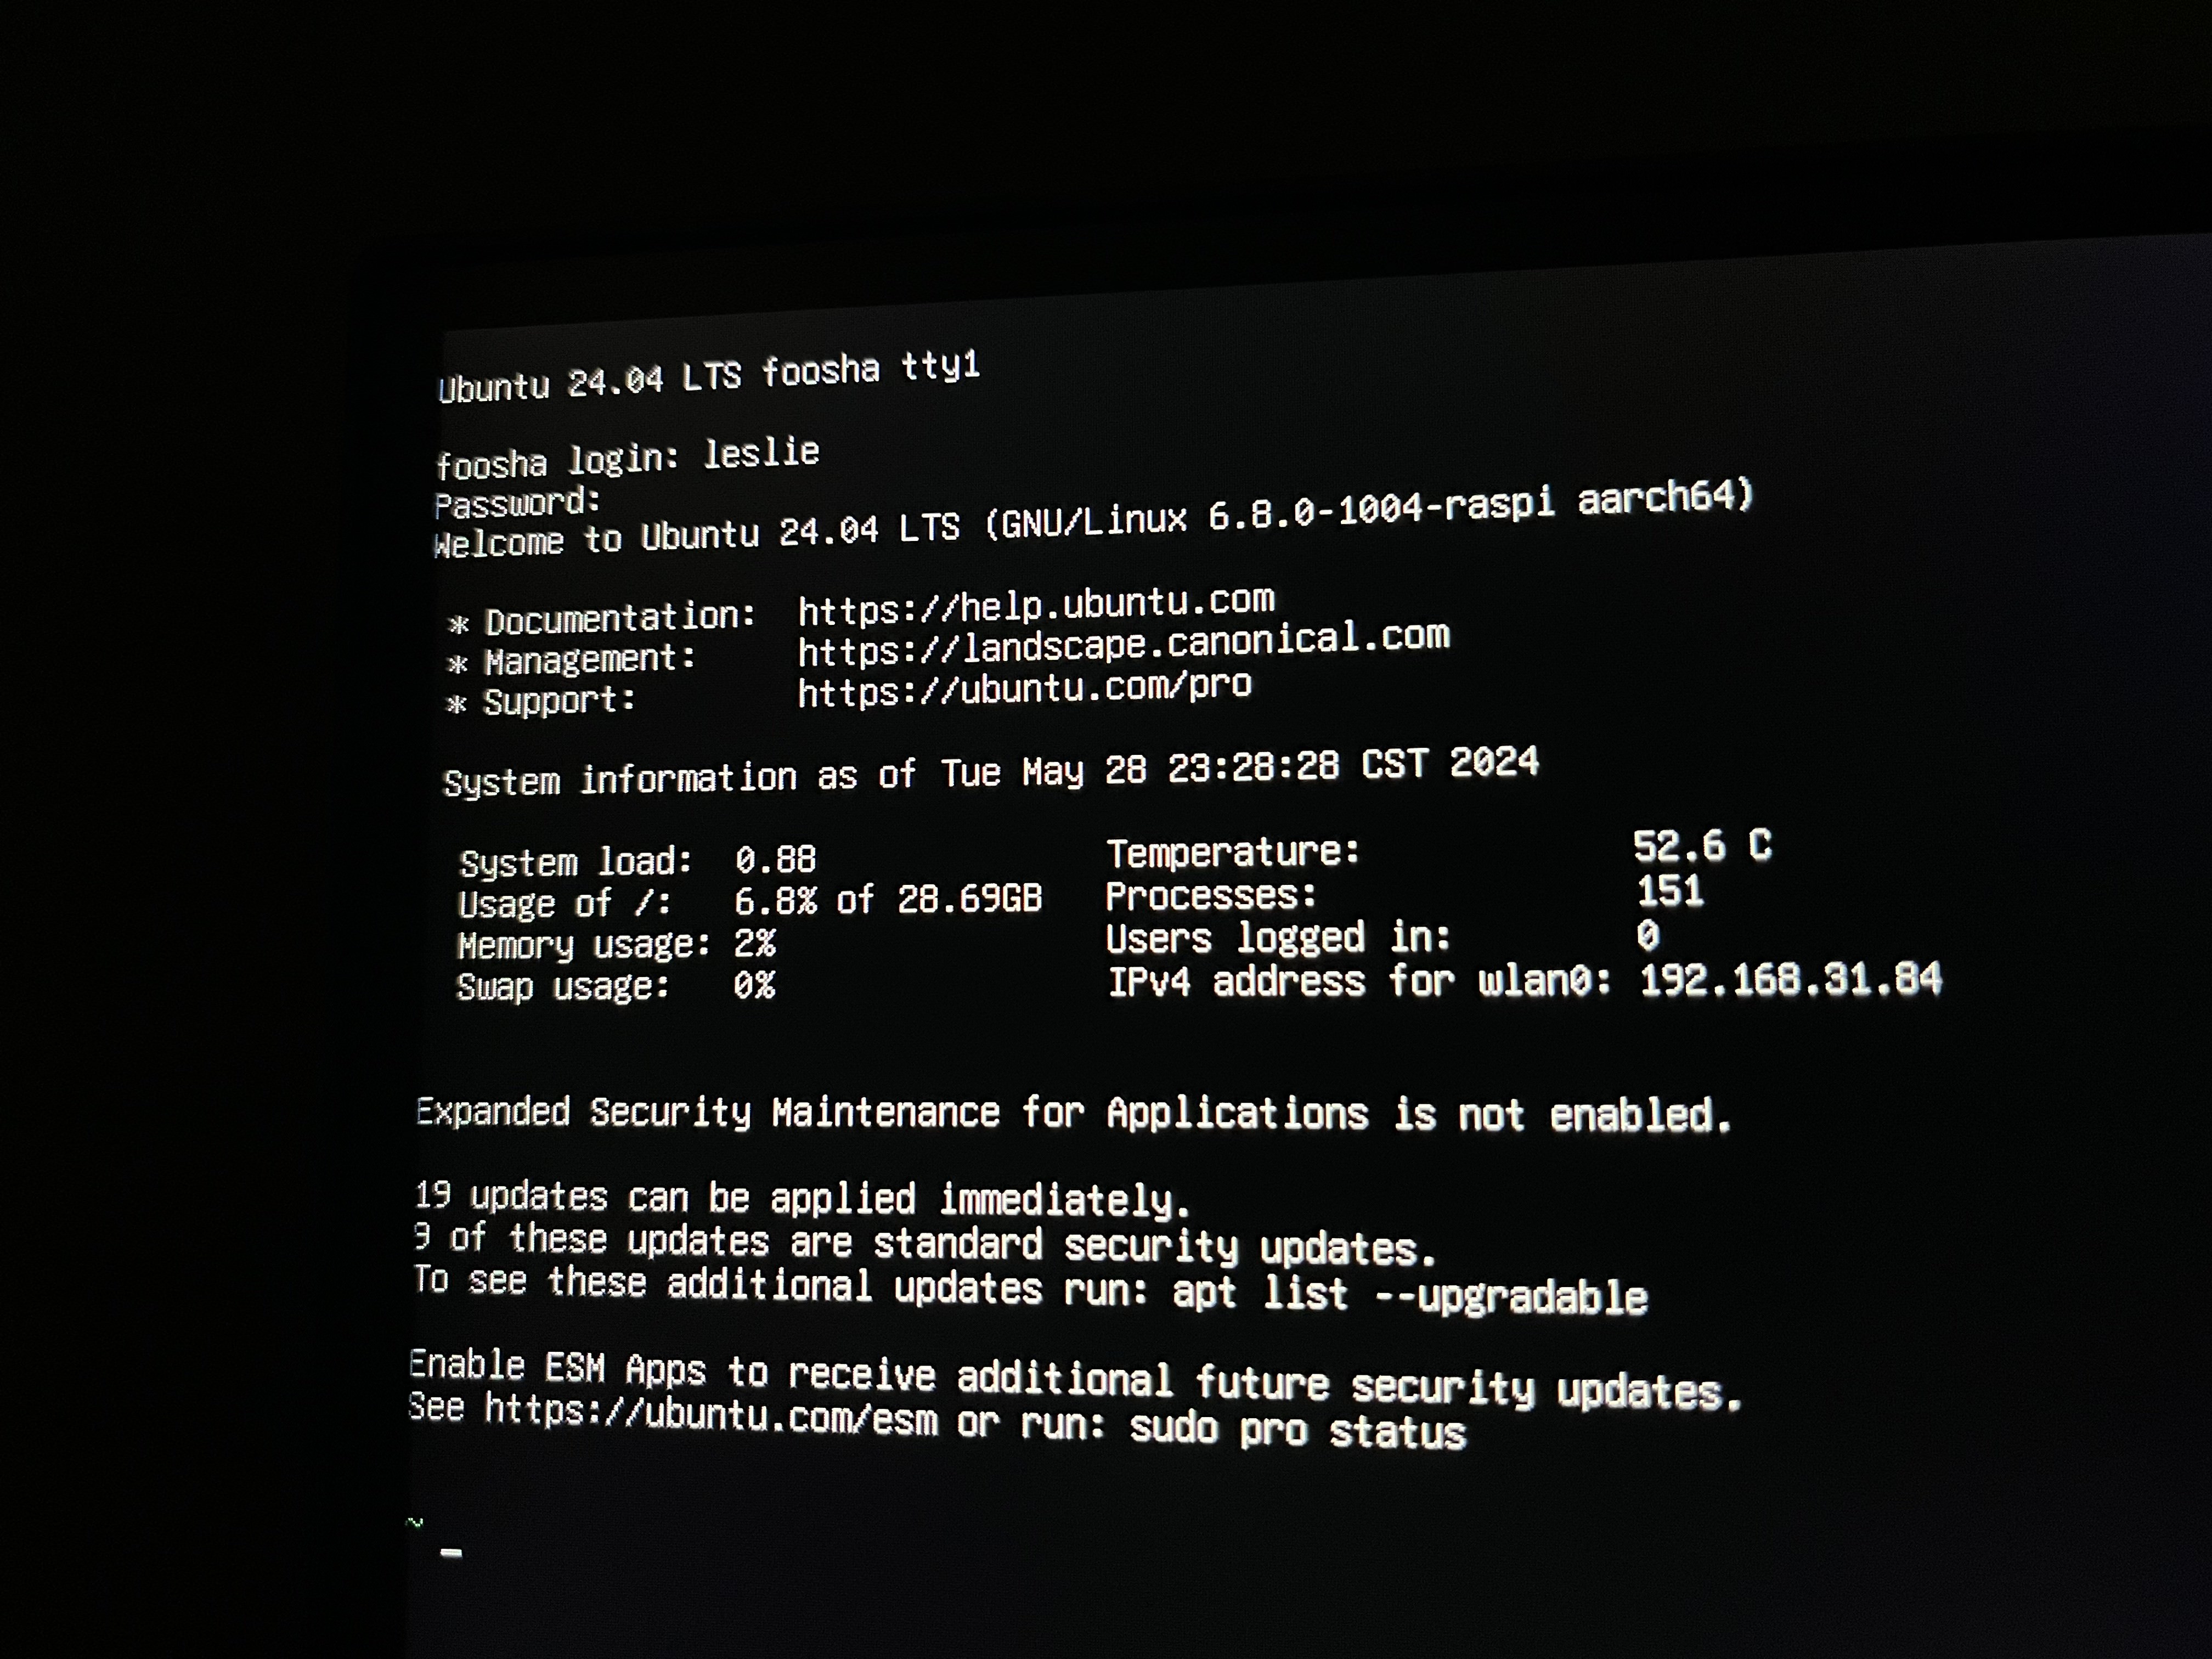 Ubuntu 24.04 LTS foosha tty1
foosha login: leslie
Password:
Welcome to Ubuntu 24.04 LTS (GNU/Linux 6.8.0-1004-raspi aarch64)
* Documentation: https://help.ubuntu.com
* Management: https://landscape.canonical.com
* Support: https://ubuntu.com/pro
System information as of Tue May 28 23:28:28 CST 2024
System load: 0.88 Temperature: 52.6 C
Usage of /: 6.8% of 28.69GB Processes: 151
Memory usage: 2% Users logged in: 0
Swap usage: 0% IPv4 address for wlan0: 192.168.31.84
Expanded Security Maintenance for Applications is not enabled.
19 updates can be applied immediately.
9 of these updates are standard security updates.
To see these additional updates run: apt list --upgradable
Enable ESM Apps to receive additional future security updates.
See https://ubuntu.com/esm or run: sudo pro status
~
_